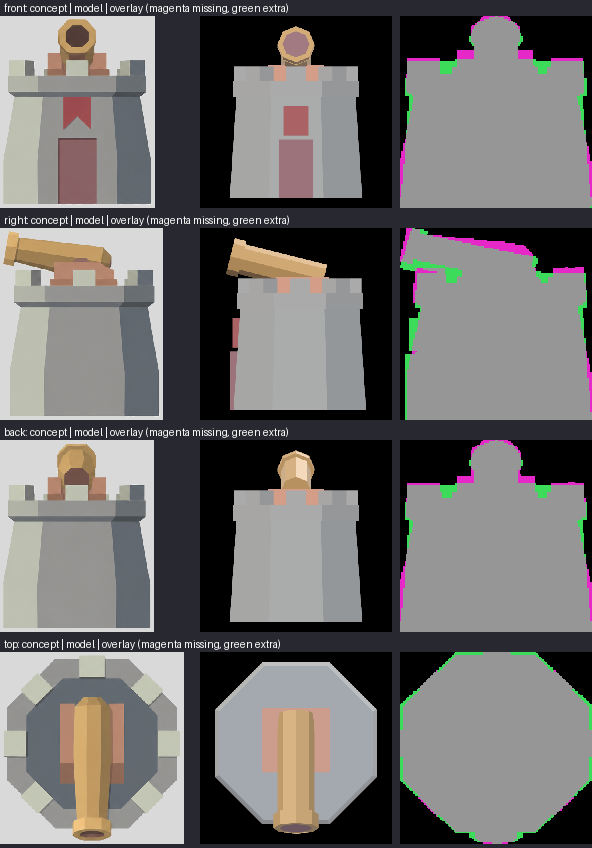 front: concept | model | overlay (magenta missing, green extra)
right: concept | model | overlay (magenta missing, green extra)
back: concept | model | overlay (magenta missing, green extra)
top: concept | model | overlay (magenta missing, green extra)